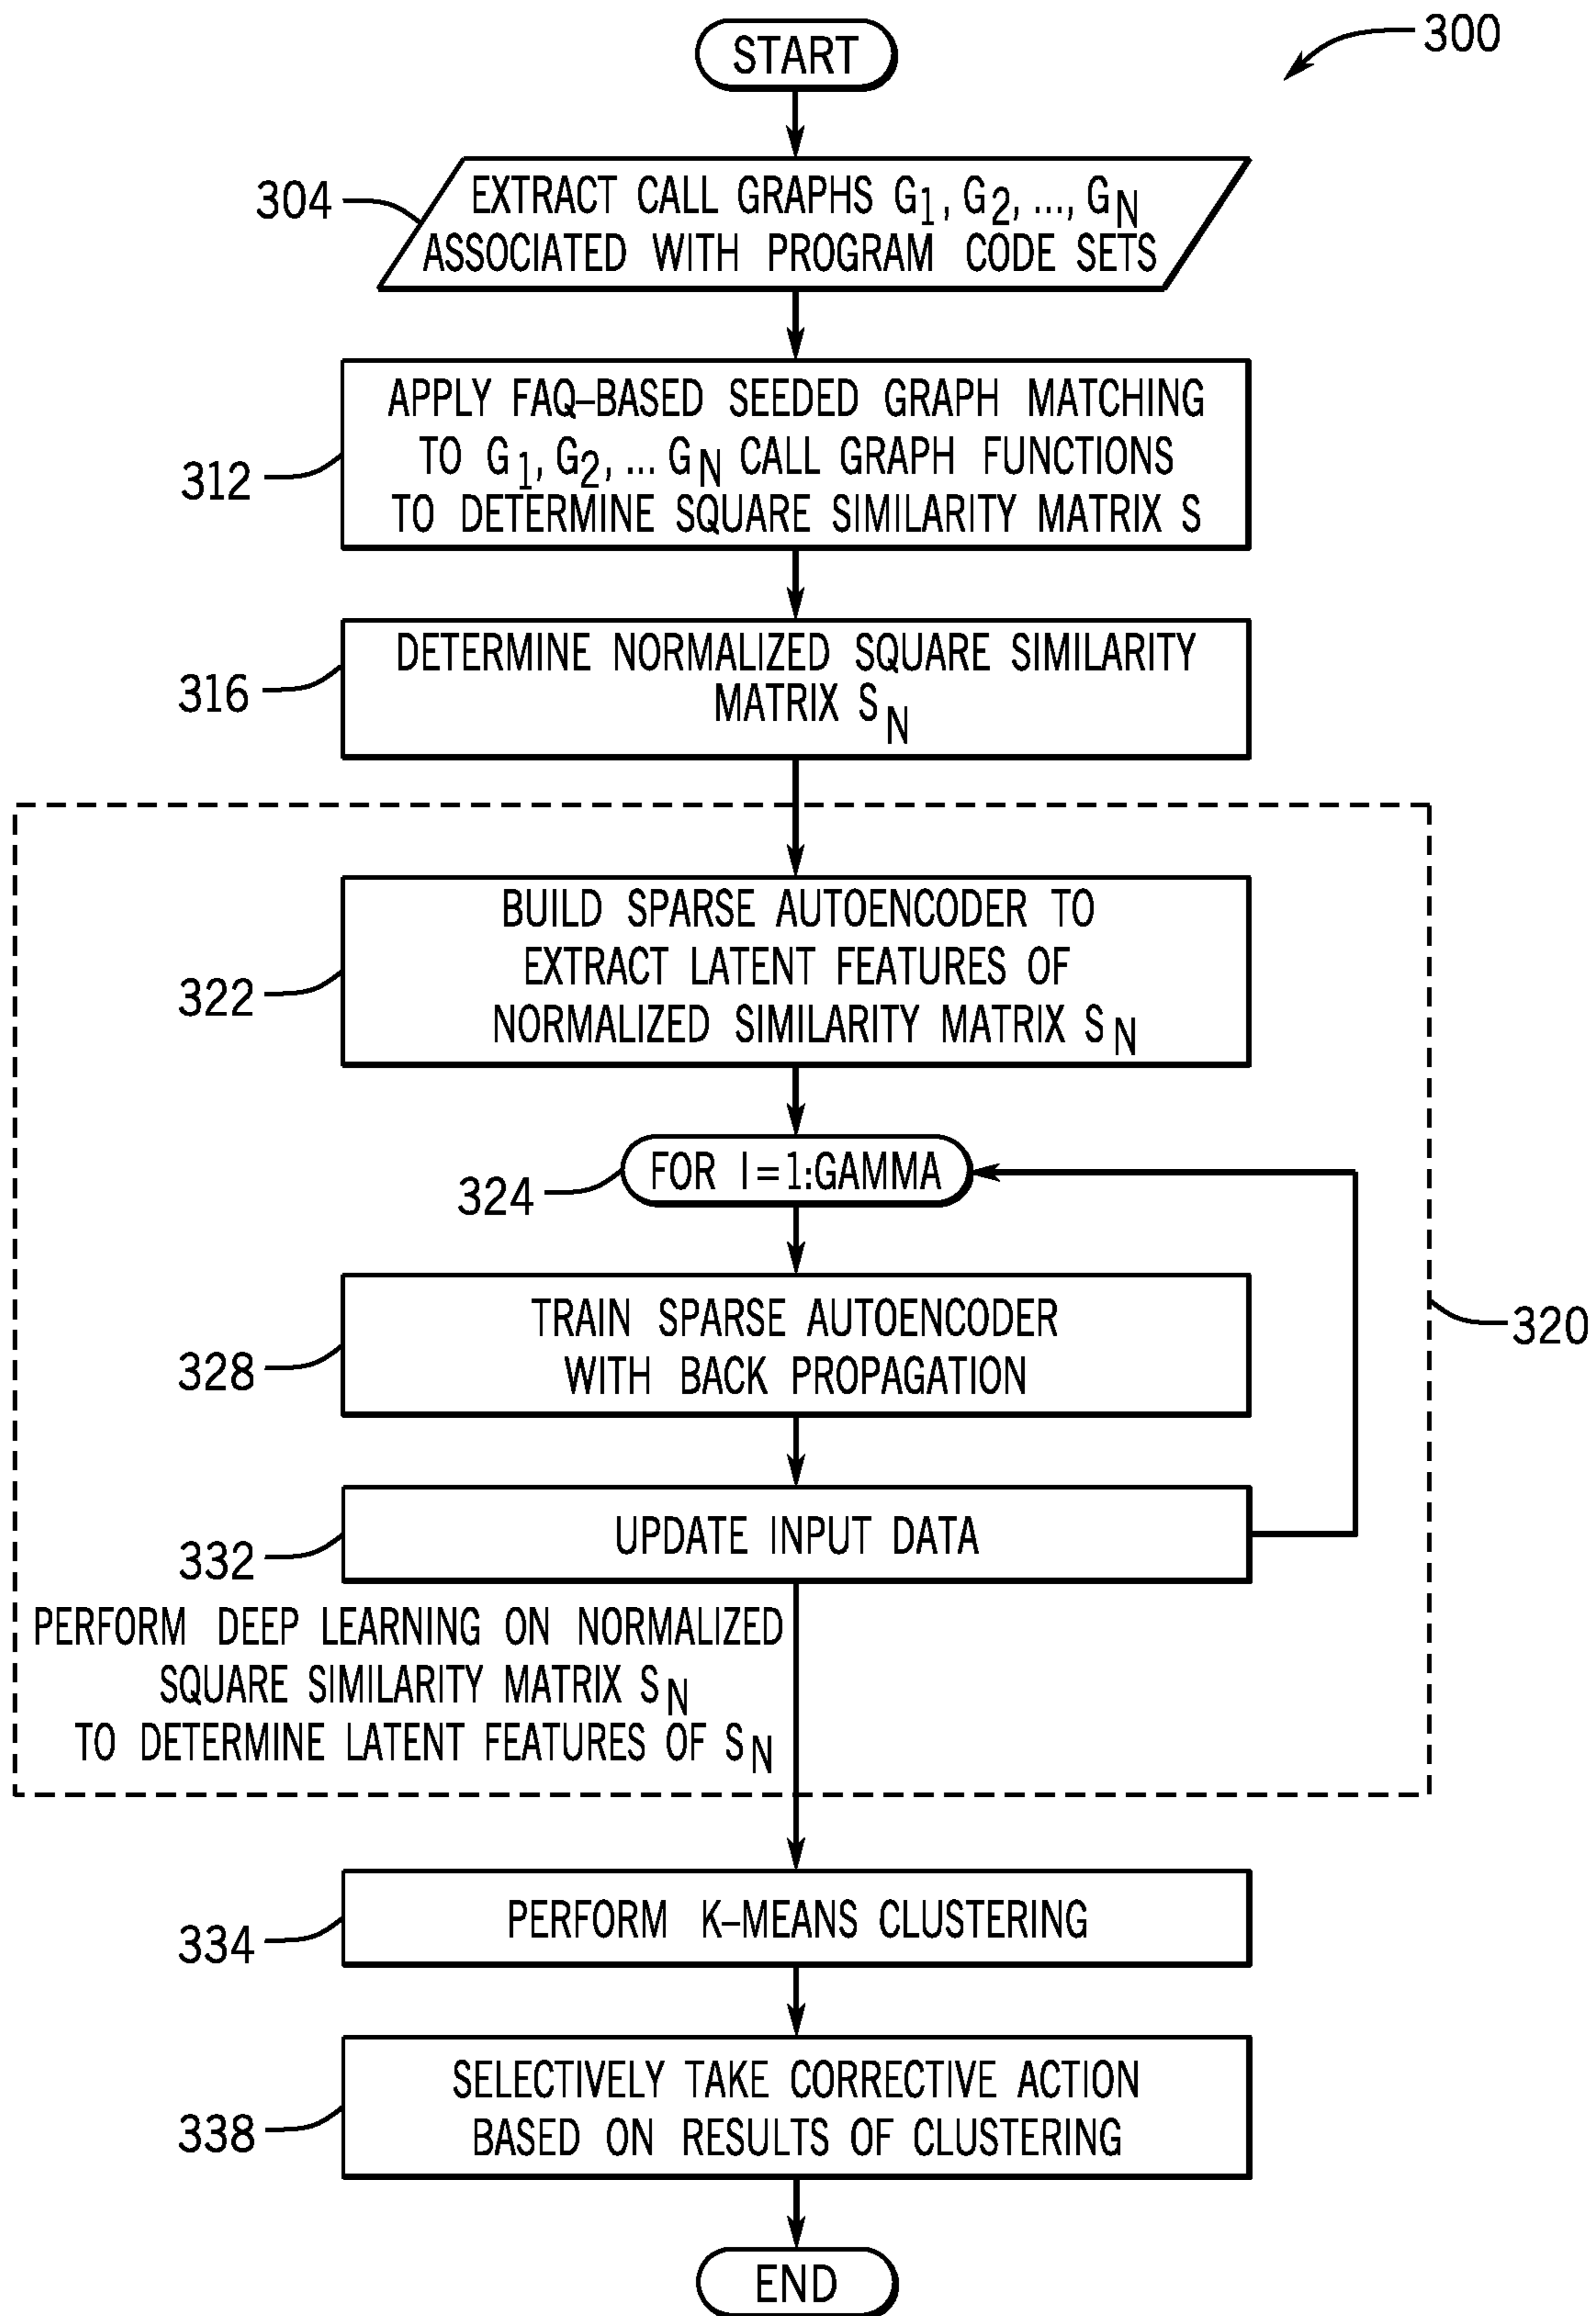 START
300
304
EXTRACT CALL GRAPHS G1, G2, ..., GN
ASSOCIATED WITH PROGRAM CODE SETS
312
APPLY FAQ-BASED SEEDED GRAPH MATCHING
TO G1, G2, ... GN CALL GRAPH FUNCTIONS
TO DETERMINE SQUARE SIMILARITY MATRIX S
316
DETERMINE NORMALIZED SQUARE SIMILARITY
MATRIX SN
322
BUILD SPARSE AUTOENCODER TO
EXTRACT LATENT FEATURES OF
NORMALIZED SIMILARITY MATRIX SN
324
FOR I=1:GAMMA
328
TRAIN SPARSE AUTOENCODER
WITH BACK PROPAGATION
320
332
UPDATE INPUT DATA
PERFORM DEEP LEARNING ON NORMALIZED
SQUARE SIMILARITY MATRIX SN
TO DETERMINE LATENT FEATURES OF SN
334
PERFORM K-MEANS CLUSTERING
338
SELECTIVELY TAKE CORRECTIVE ACTION
BASED ON RESULTS OF CLUSTERING
END